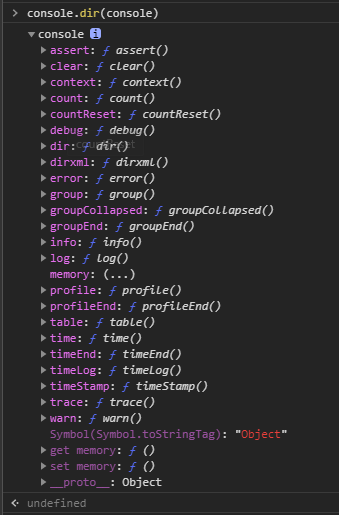 > console.dir(console)
▼console i
▶assert: ƒ assert()
▶clear: ƒ clear()
▶context: ƒ context()
▶count: ƒ count()
▶countReset: ƒ countReset()
▶debug: ƒ debug()
▶dir: ƒ dir()
▶dirxml: ƒ dirxml()
▶error: ƒ error()
▶group: ƒ group()
▶groupCollapsed: ƒ groupCollapsed()
▶groupEnd: ƒ groupEnd()
▶info: ƒ info()
▶log: ƒ log()
memory: (...)
▶profile: ƒ profile()
▶profileEnd: ƒ profileEnd()
▶table: ƒ table()
▶time: ƒ time()
▶timeEnd: ƒ timeEnd()
▶timeLog: ƒ timeLog()
▶timeStamp: ƒ timeStamp()
▶trace: ƒ trace()
▶warn: ƒ warn()
Symbol(Symbol.toStringTag): "Object"
▶get memory: ƒ ()
▶set memory: ƒ ()
▶__proto__: Object
undefined